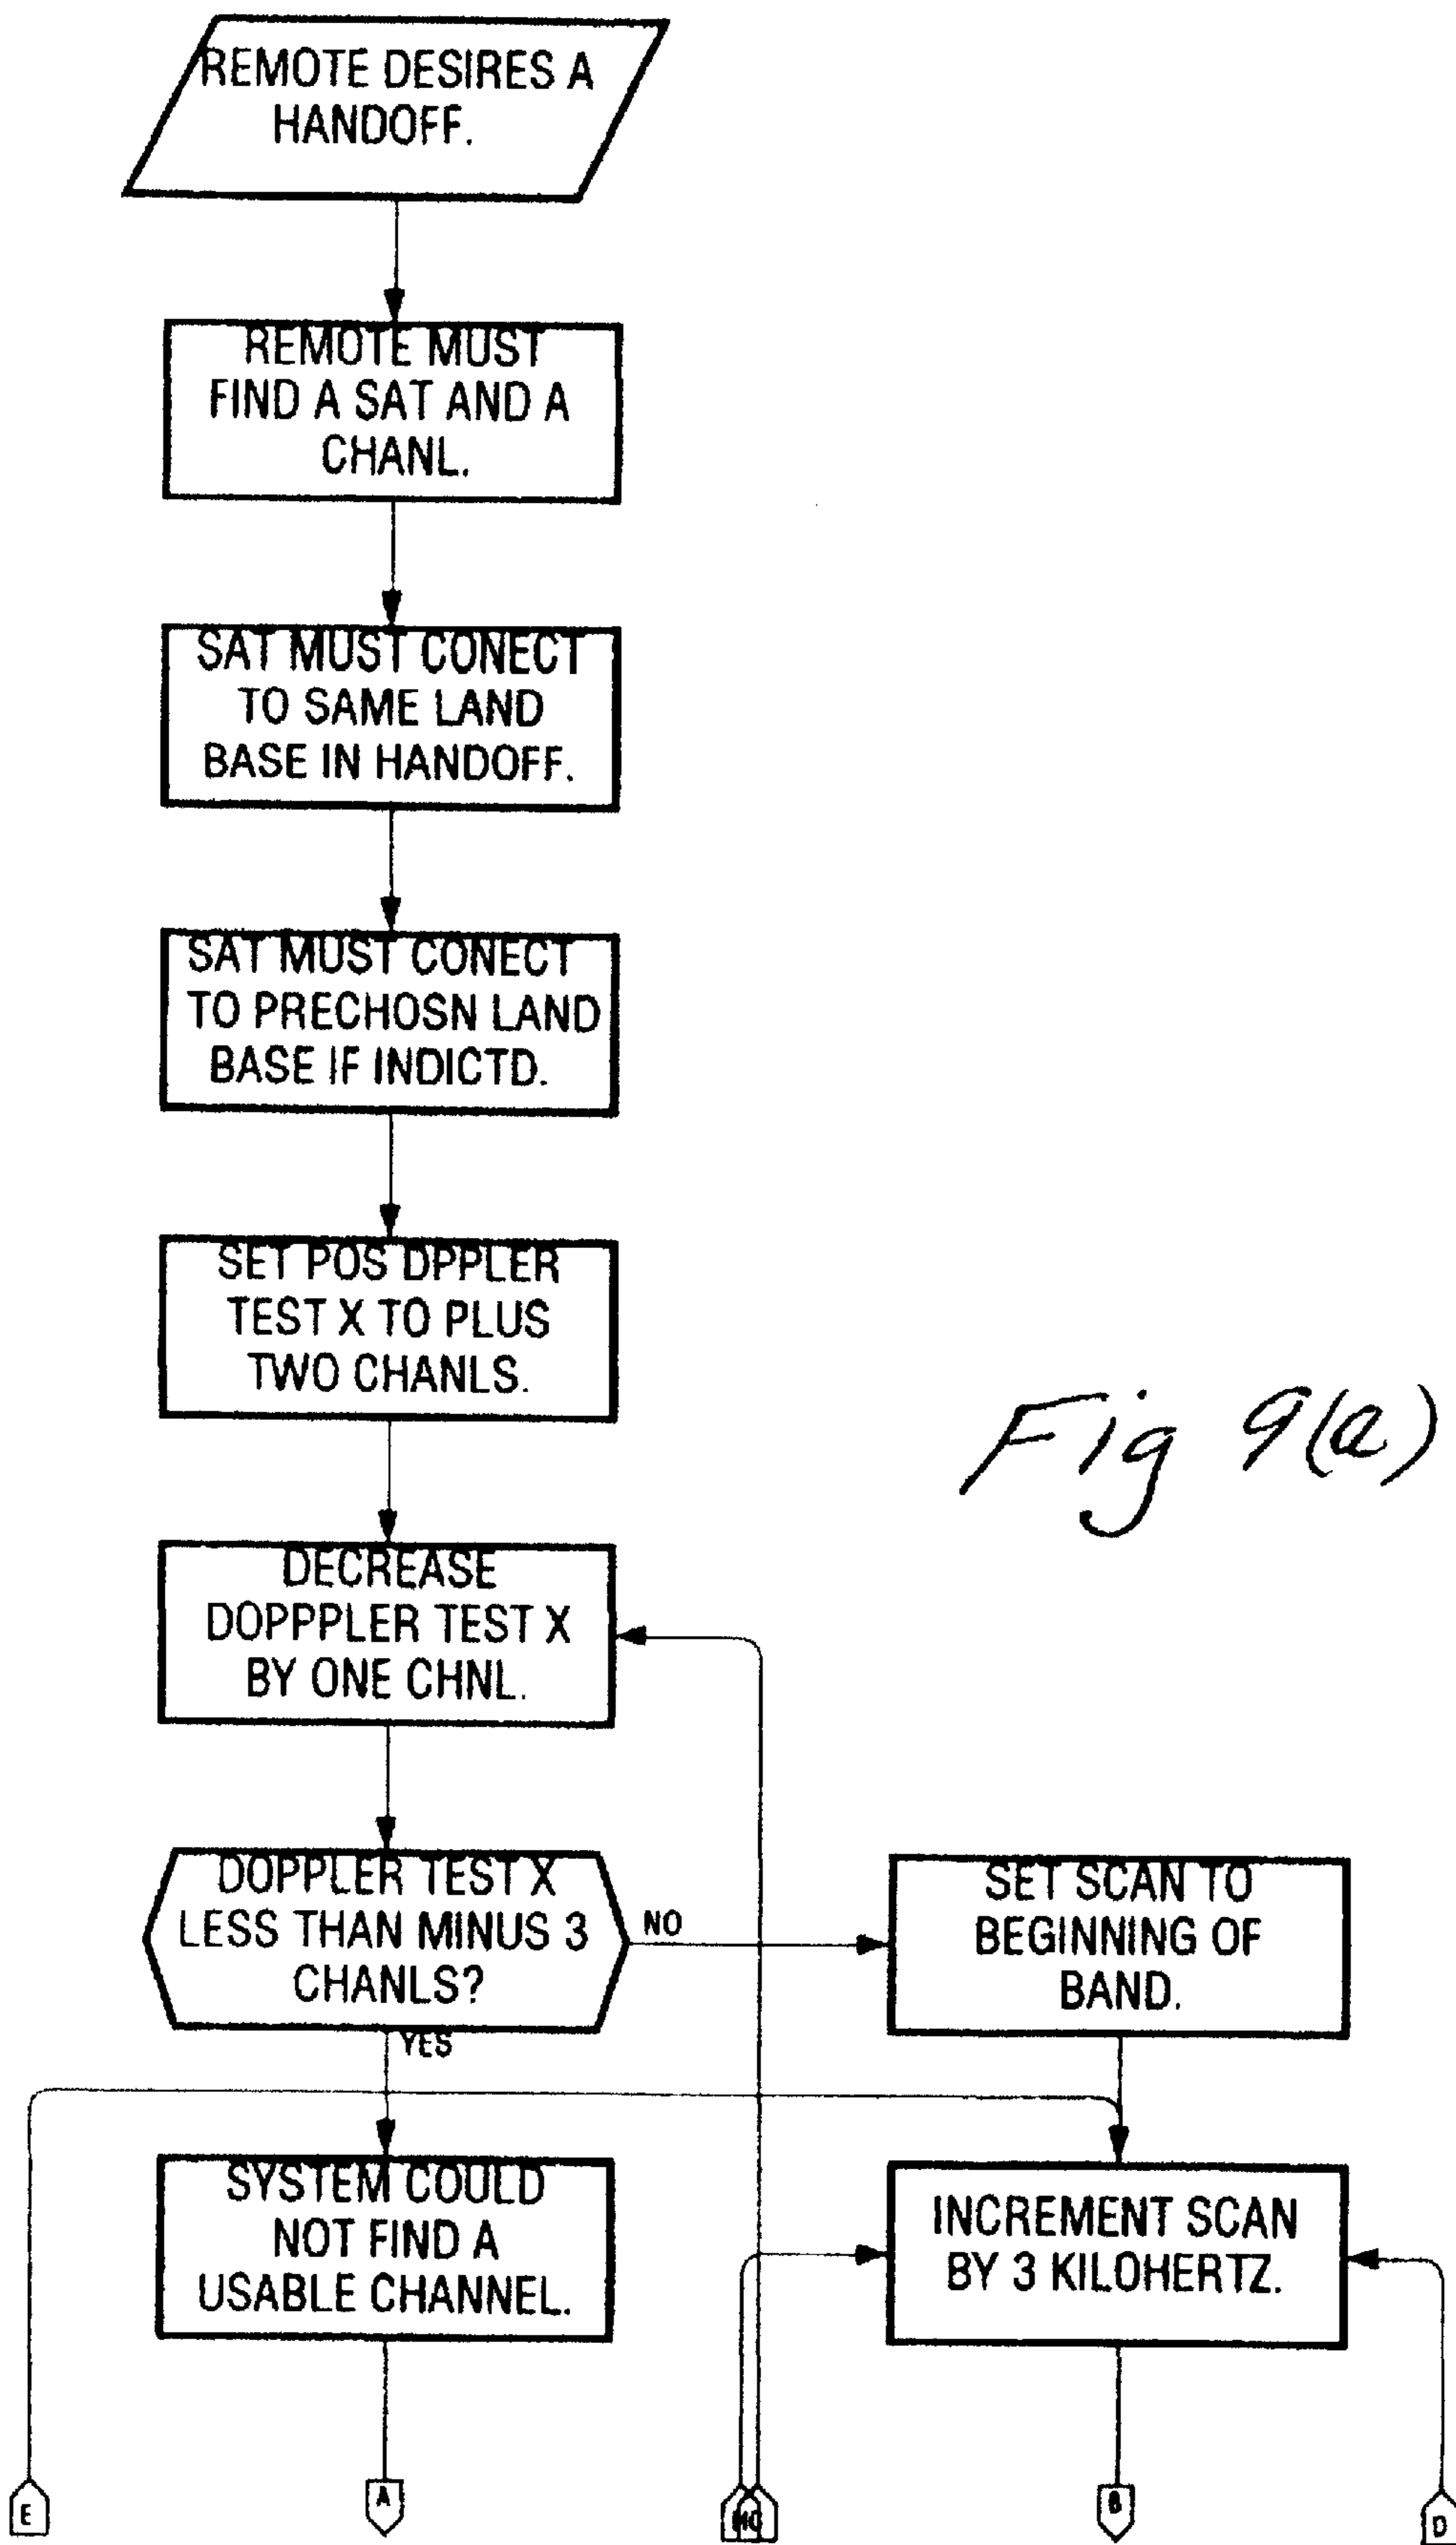 REMOTE DESIRES A
HANDOFF.
REMOTE MUST
FIND A SAT AND A
CHANL.
SAT MUST CONECT
TO SAME LAND
BASE IN HANDOFF.
SAT MUST CONECT
TO PRECHOSN LAND
BASE IF INDICTD.
SET POS DPPLER
TEST X TO PLUS
TWO CHANLS.
Fig 9(a)
DECREASE
DOPPPLER TEST X
BY ONE CHNL.
DOPPLER TEST X
LESS THAN MINUS 3
CHANLS?
NO
SET SCAN TO
BEGINNING OF
BAND.
YES
SYSTEM COULD
NOT FIND A
USABLE CHANNEL.
INCREMENT SCAN
BY 3 KILOHERTZ.
E
A
B
D